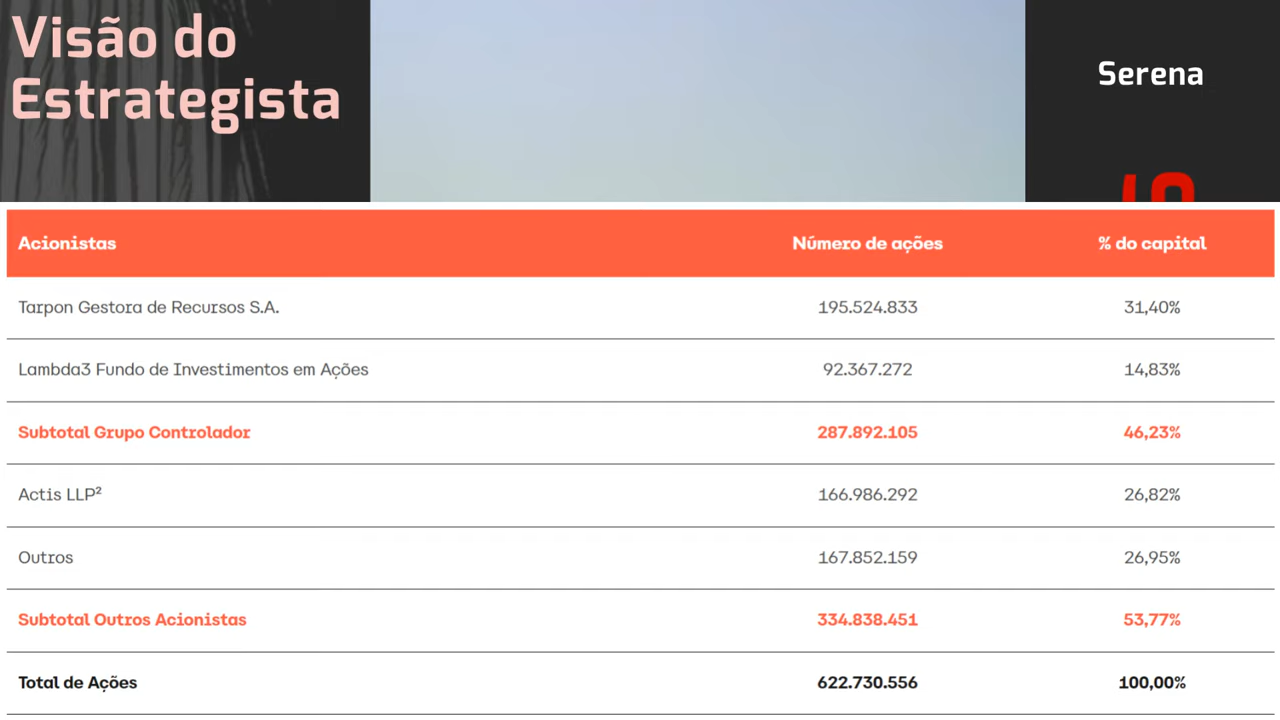 Visão do
Estrategista
Serena
Acionistas Número de ações % do capital
Tarpon Gestora de Recursos S.A. 195.524.833 31,40%
Lambda3 Fundo de Investimentos em Ações 92.367.272 14,83%
Subtotal Grupo Controlador 287.892.105 46,23%
Actis LLP² 166.986.292 26,82%
Outros 167.852.159 26,95%
Subtotal Outros Acionistas 334.838.451 53,77%
Total de Ações 622.730.556 100,00%